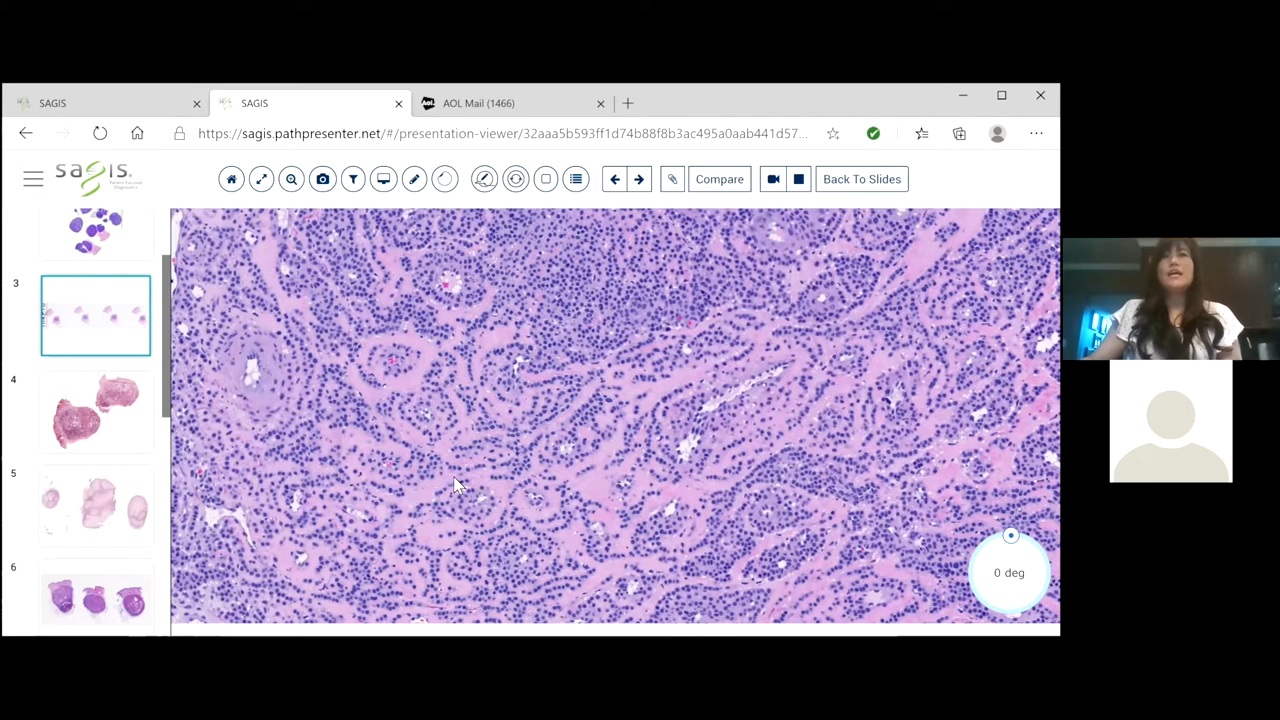 SAGIS
SAGIS
AOL Mail (1466)
https://sagis.pathpresenter.net/#/presentation-viewer/32aaa5b593ff1d74b88f8b3ac495a0aab441d57...
sagis
Compare
Back To Slides
3
4
5
6
0 deg